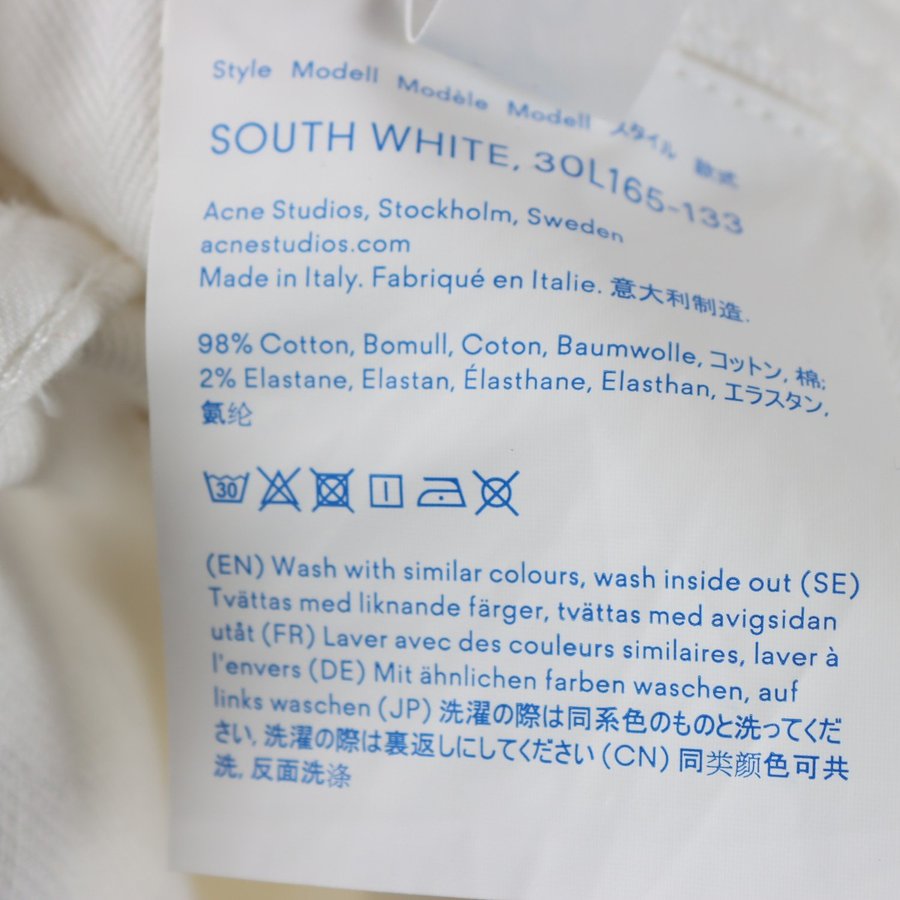 Style Modell Modèle Modell スタイル 款式
SOUTH WHITE, 30L165-133
Acne Studios, Stockholm, Sweden
acnestudios.com
Made in Italy. Fabriqué en Italie. 意大利制造.
98% Cotton, Bomull, Coton, Baumwolle, コットン, 棉;
2% Elastane, Elastan, Élasthane, Elasthan, エラスタン,
氨纶
30
(EN) Wash with similar colours, wash inside out (SE)
Tvättas med liknande färger, tvättas med avigsidan
utåt (FR) Laver avec des couleurs similaires, laver à
l'envers (DE) Mit ähnlichen farben waschen, auf
links waschen (JP) 洗濯の際は同系色のものと洗ってくだ
さい, 洗濯の際は裏返しにしてください (CN) 同类颜色可共
洗, 反面洗涤